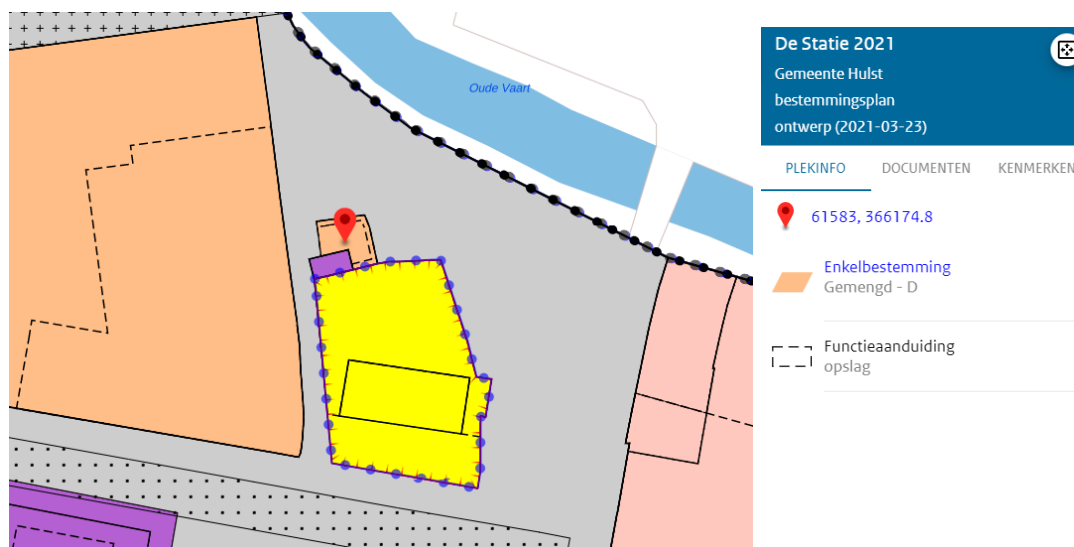 Oude Vaart
De Statie 2021
Gemeente Hulst
bestemmingsplan
ontwerp (2021-03-23)
PLEKINFO DOCUMENTEN KENMERKEN
61583, 366174.8
Enkelbestemming
Gemengd - D
Functieaanduiding
opslag